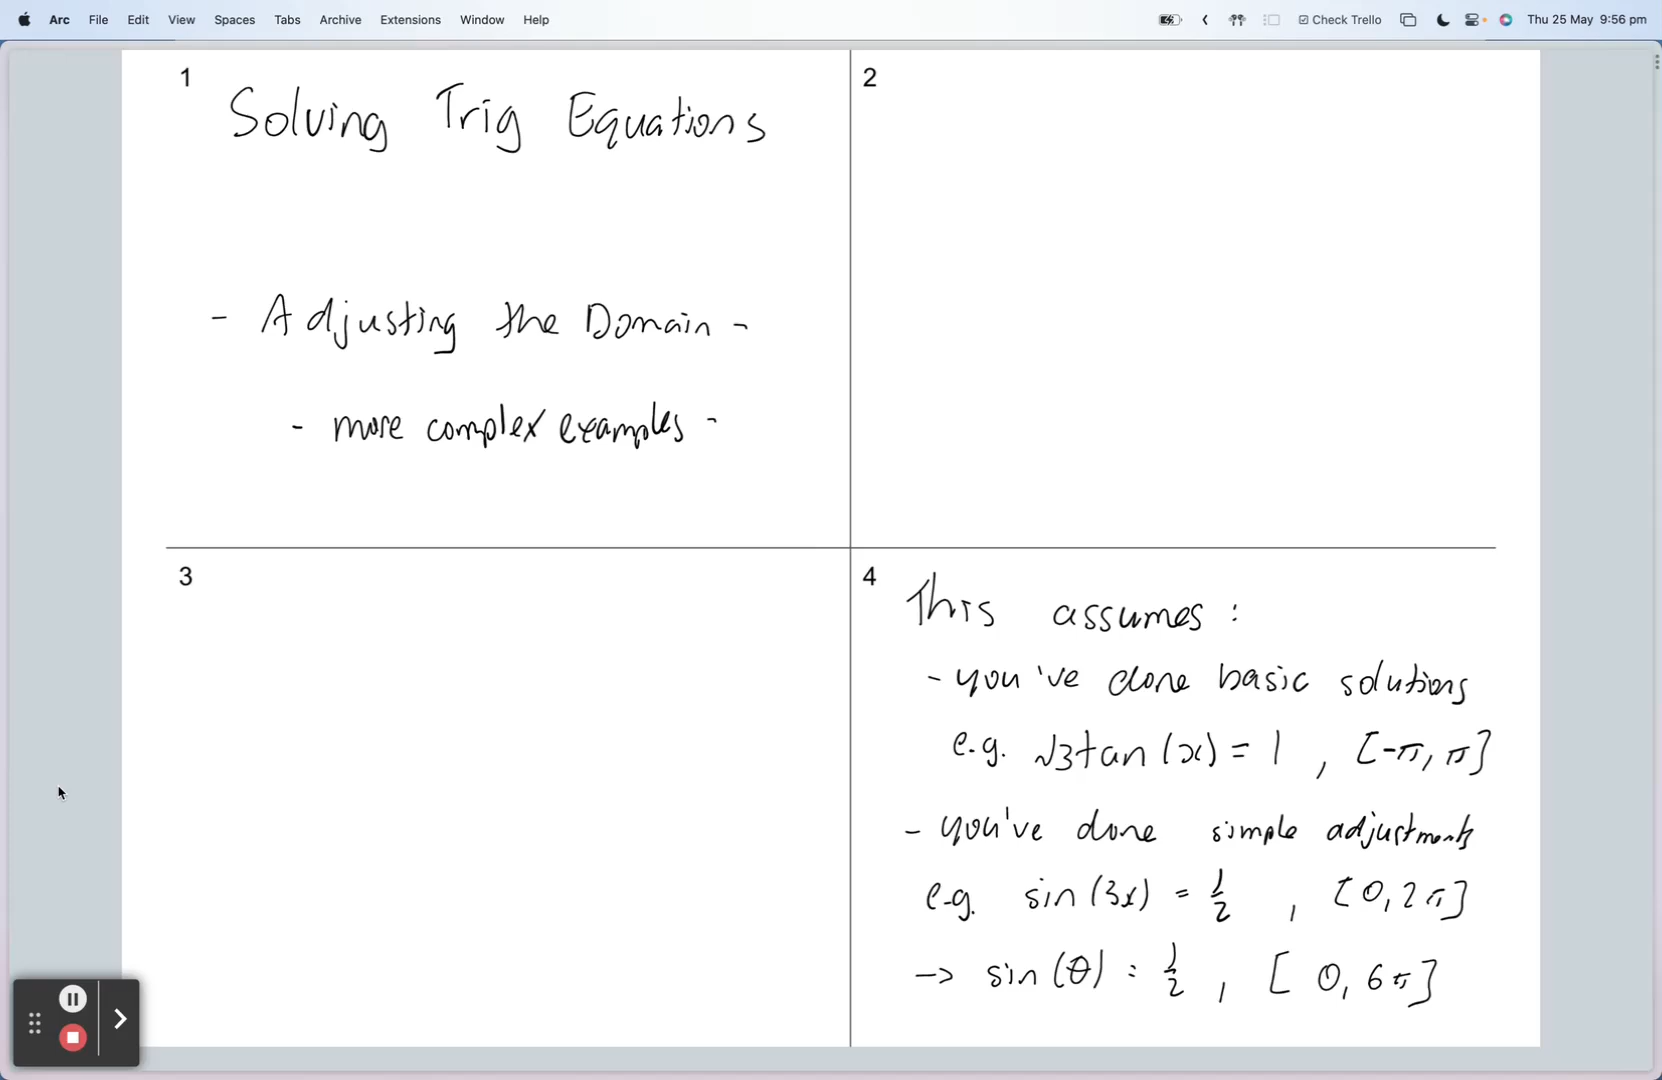 Arc File Edit View Spaces Tabs Archive Extensions Window Help Check Trello Thu 25 May 9:56 pm
1
Solving Trig Equations
- Adjusting the Domain -
- more complex examples -
2
3
4
This assumes :
- you've done basic solutions
e.g. √3tan(x) = 1 , [-π, π]
- you've done simple adjustments
e.g. sin(3x) = 1/2 , [0, 2π]
→ sin(θ) = 1/2 , [0, 6π]